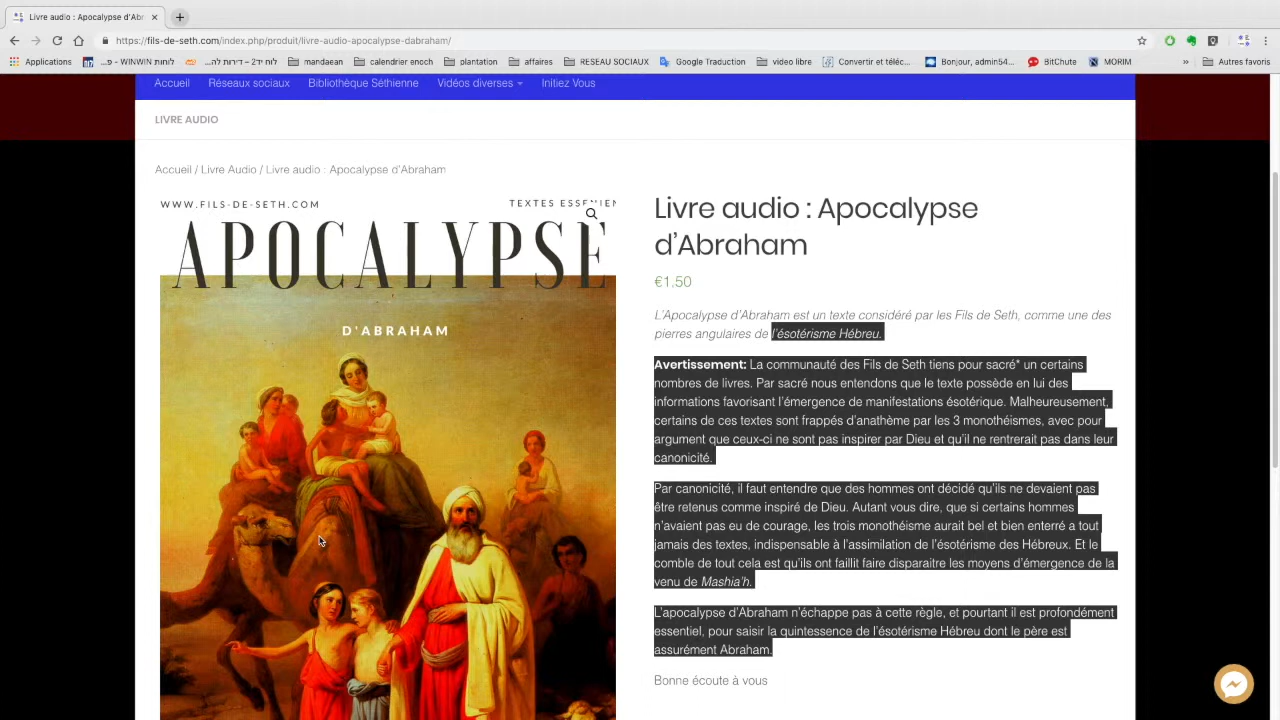 Livre audio : Apocalypse d'Abr
https://fils-de-seth.com/index.php/produit/livre-audio-apocalypse-dabraham/
Applications
mandaean
calendrier enoch
plantation
affaires
RESEAU SOCIAUX
Google Traduction
video libre
Convertir et téléc...
Bonjour, admin54...
BitChute
MORIM
»
Autres favoris
Accueil Réseaux sociaux Bibliothèque Séthienne Vidéos diverses Initiez Vous
LIVRE AUDIO
Accueil / Livre Audio / Livre audio : Apocalypse d'Abraham
WWW.FILS-DE-SETH.COM
TEXTES ESSENIEN
APOCALYPSE
D'ABRAHAM
Livre audio : Apocalypse
d'Abraham
€1,50
L'Apocalypse d'Abraham est un texte considéré par les Fils de Seth, comme une des
pierres angulaires de l'ésotérisme Hébreu.
Avertissement: La communauté des Fils de Seth tiens pour sacré* un certains
nombres de livres. Par sacré nous entendons que le texte possède en lui des
informations favorisant l'émergence de manifestations ésotérique. Malheureusement,
certains de ces textes sont frappés d'anathème par les 3 monothéismes, avec pour
argument que ceux-ci ne sont pas inspirer par Dieu et qu'il ne rentrerait pas dans leur
canonicité.
Par canonicité, il faut entendre que des hommes ont décidé qu'ils ne devaient pas
être retenus comme inspiré de Dieu. Autant vous dire, que si certains hommes
n'avaient pas eu de courage, les trois monothéisme aurait bel et bien enterré a tout
jamais des textes, indispensable à l'assimilation de l'ésotérisme des Hébreux. Et le
comble de tout cela est qu'ils ont faillit faire disparaitre les moyens d'émergence de la
venu de Mashia'h.
L'apocalypse d'Abraham n'échappe pas à cette règle, et pourtant il est profondément
essentiel, pour saisir la quintessence de l'ésotérisme Hébreu dont le père est
assurément Abraham.
Bonne écoute à vous